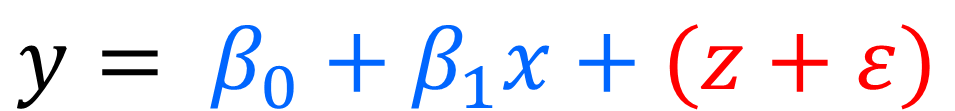 y = β₀ + β₁x + (z + ε)